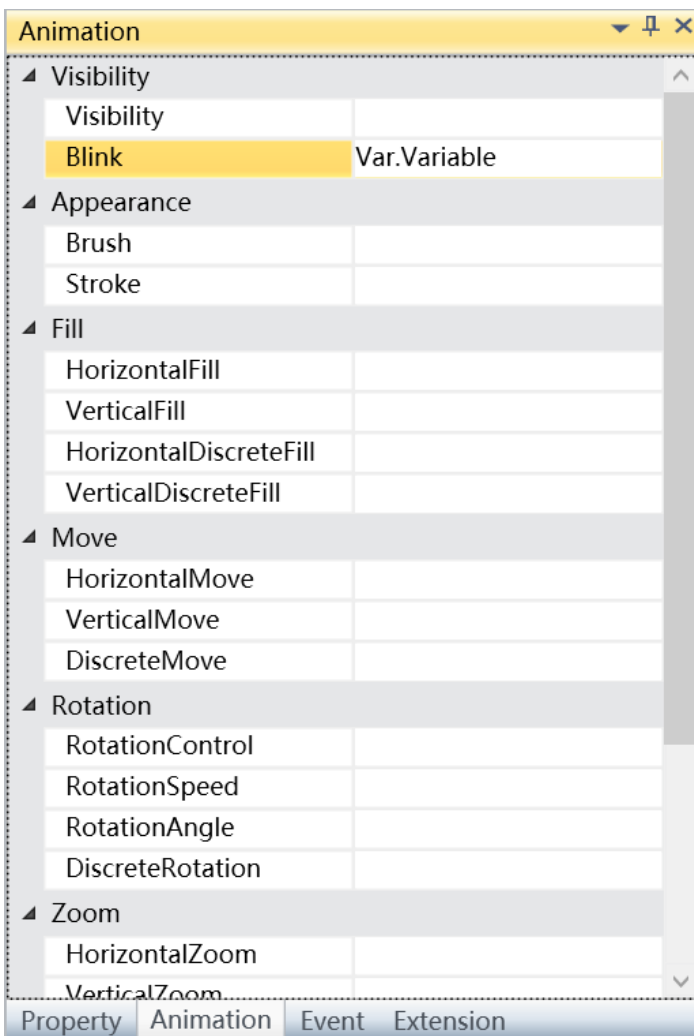 Animation
Visibility
Visibility
Blink Var.Variable
Appearance
Brush
Stroke
Fill
HorizontalFill
VerticalFill
HorizontalDiscreteFill
VerticalDiscreteFill
Move
HorizontalMove
VerticalMove
DiscreteMove
Rotation
RotationControl
RotationSpeed
RotationAngle
DiscreteRotation
Zoom
HorizontalZoom
VerticalZoom
Property Animation Event Extension